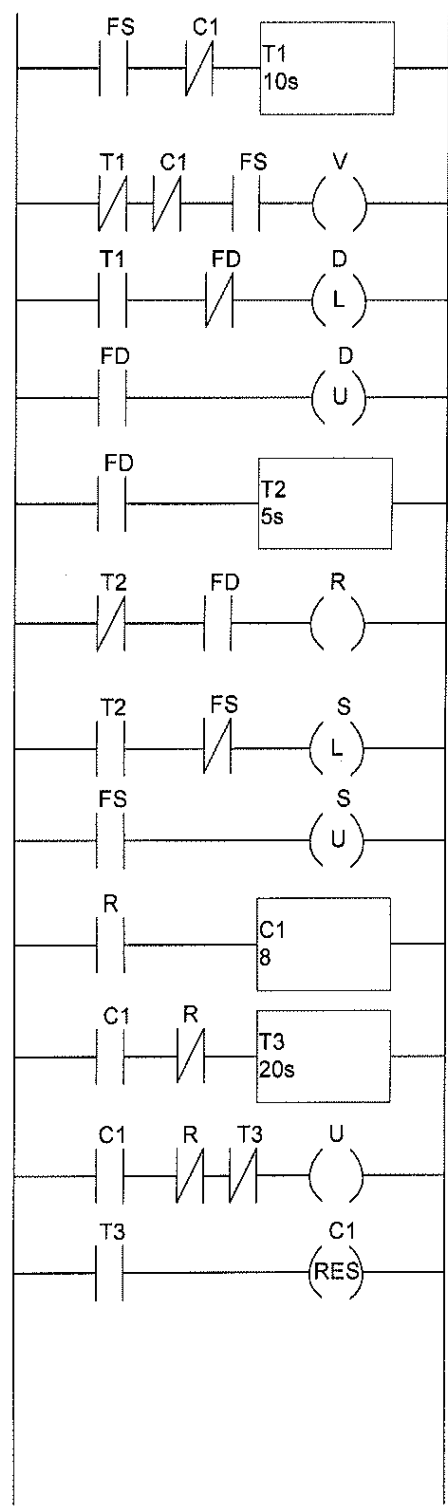 FS C1
T1
10s
T1 C1 FS V
T1 FD D
L
FD D
U
FD
T2
5s
T2 FD R
T2 FS S
L
FS S
U
R
C1
8
C1 R
T3
20s
C1 R T3 U
T3 C1
RES